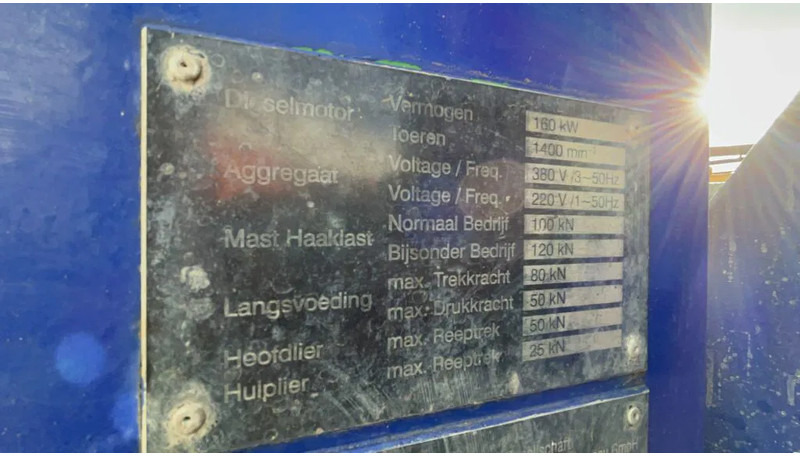 Dieselmotor Vermogen 160 kW
Toeren 1400 min
Aggregaat Voltage / Freq. 380 V /3~50Hz
Voltage / Freq. 220 V /1~50Hz
Mast Haaklast Normaal Bedrijf 100 kN
Bijsonder Bedrijf 120 kN
Langsvoeding max. Trekkracht 80 kN
max. Drukkracht 50 kN
Hoofdlier max. Reeptrek 50 kN
Hulplier max. Reeptrek 25 kN
GmbH